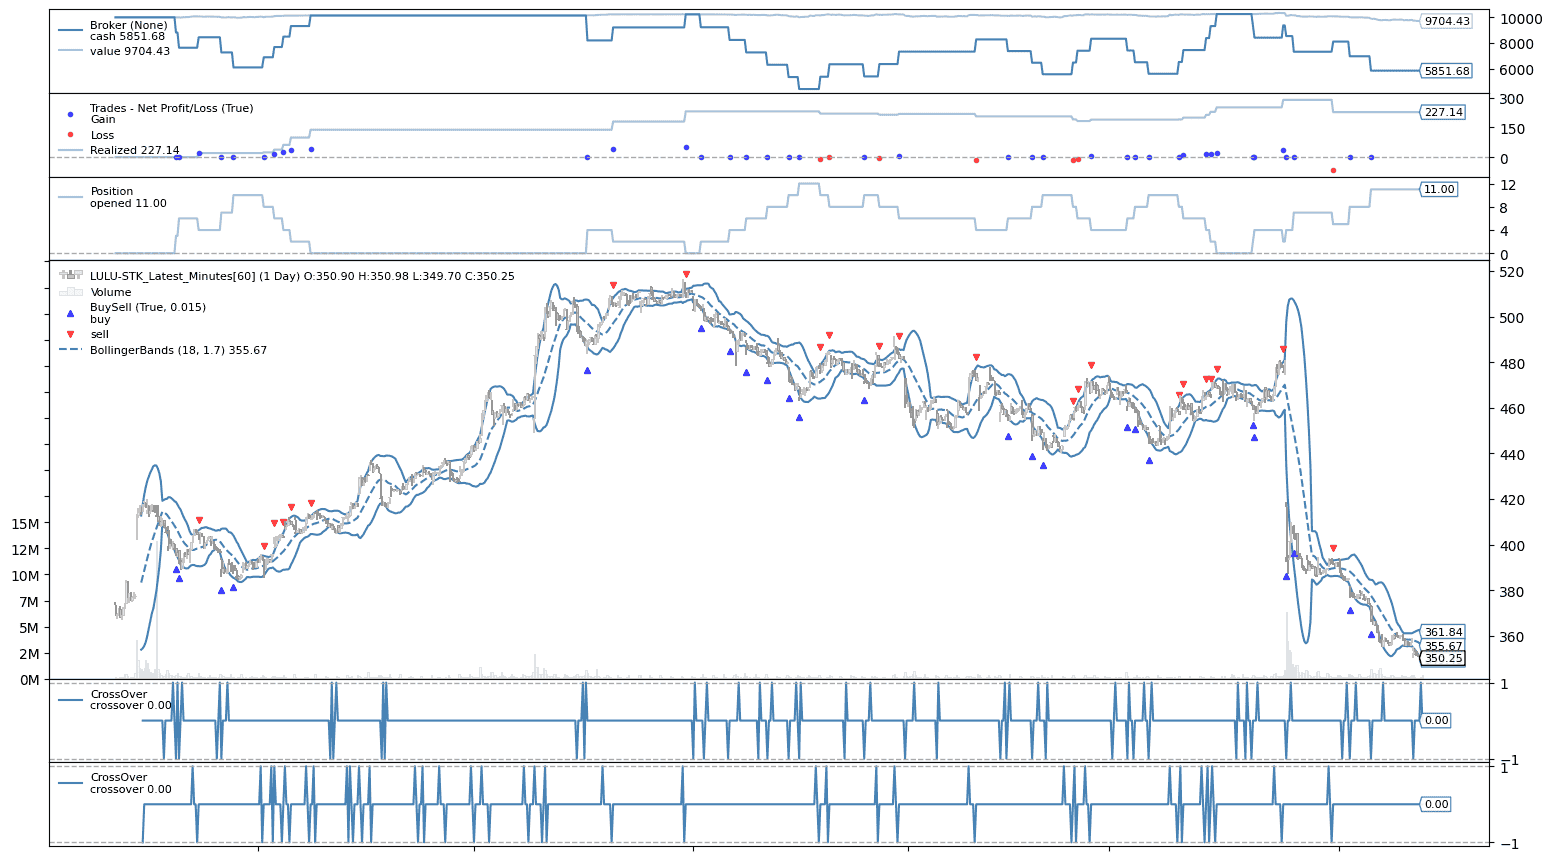 Broker (None)
cash 5851.68
value 9704.43
10000
8000
6000
9704.43
5851.68
Trades - Net Profit/Loss (True)
Gain
Loss
Realized 227.14
300
150
0
227.14
Position
opened 11.00
12
8
4
0
11.00
LULU-STK_Latest_Minutes[60] (1 Day) O:350.90 H:350.98 L:349.70 C:350.25
Volume
BuySell (True, 0.015)
buy
sell
BollingerBands (18, 1.7) 355.67
520
500
480
460
440
420
400
380
360
15M
12M
10M
7M
5M
2M
0M
361.84
355.67
350.25
CrossOver
crossover 0.00
1
0.00
−1
CrossOver
crossover 0.00
1
0.00
−1